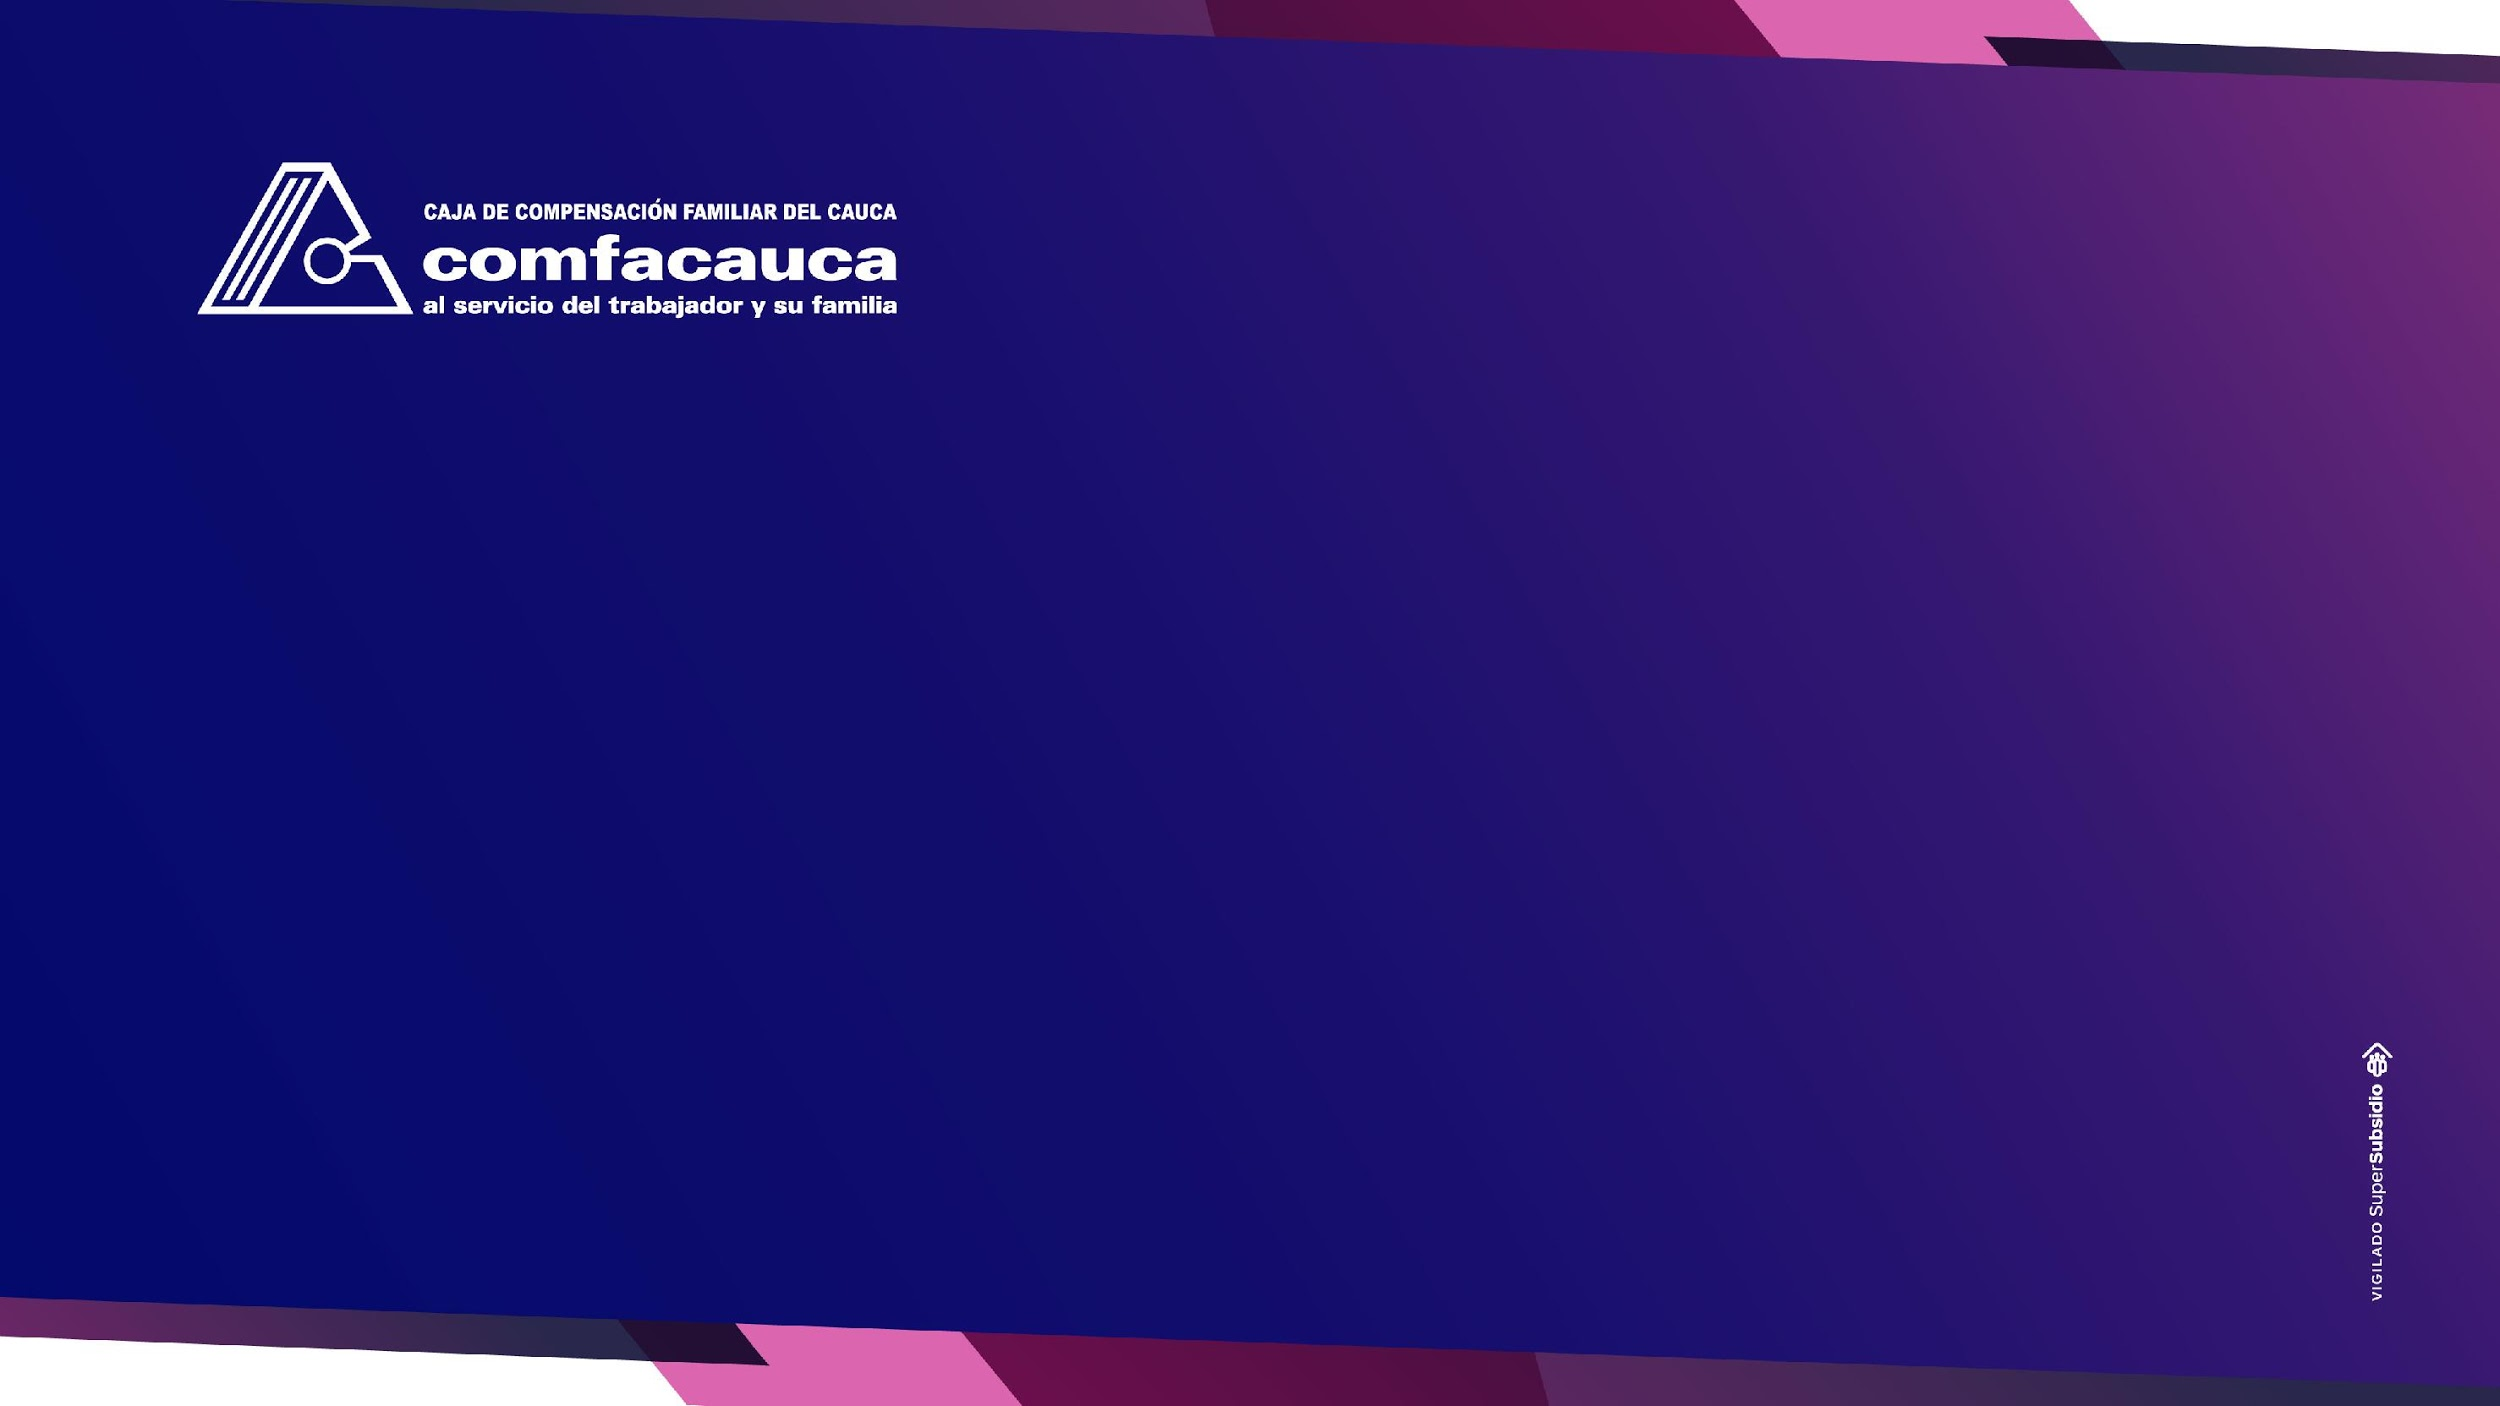 CAJA DE COMPENSACIÓN FAMILIAR DEL CAUCA
comfacauca
al servicio del trabajador y su familia
VIGILADO SuperSubsidio